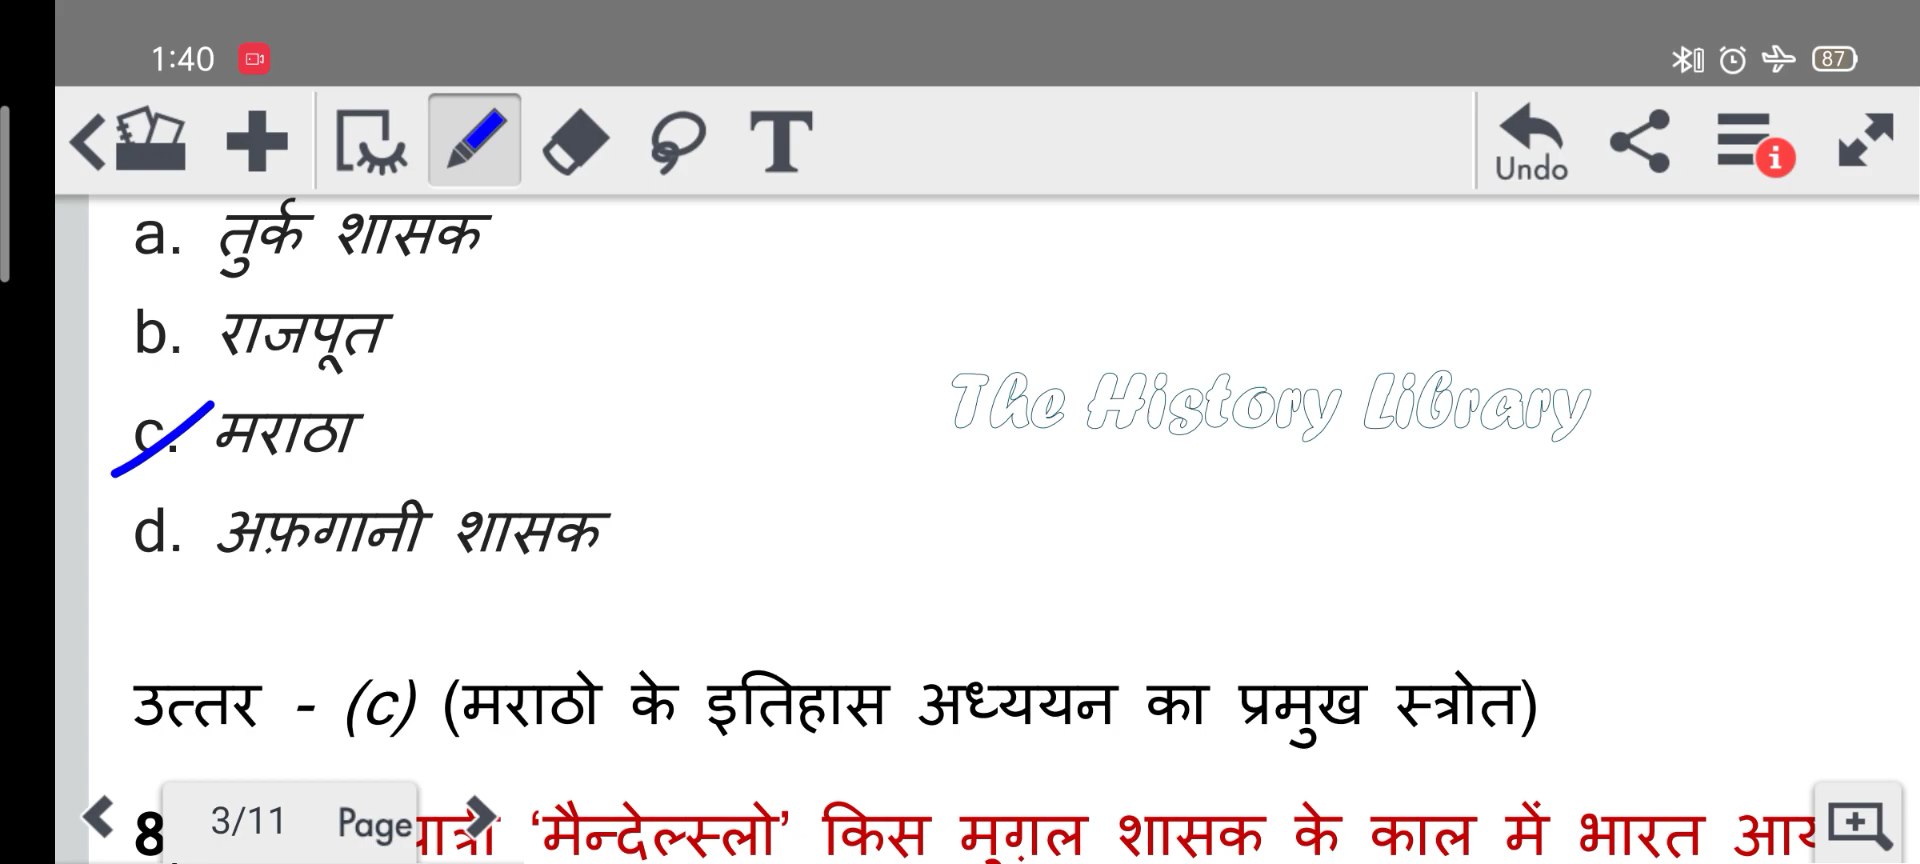 1:40 87
Undo
a. तुर्क शासक
b. राजपूत
The History Library
c. मराठा
d. अफ़गानी शासक
उत्तर - (c) (मराठो के इतिहास अध्ययन का प्रमुख स्त्रोत)
8 3/11 Page ‘मैन्देल्स्लो’ किस मुग़ल शासक के काल में भारत